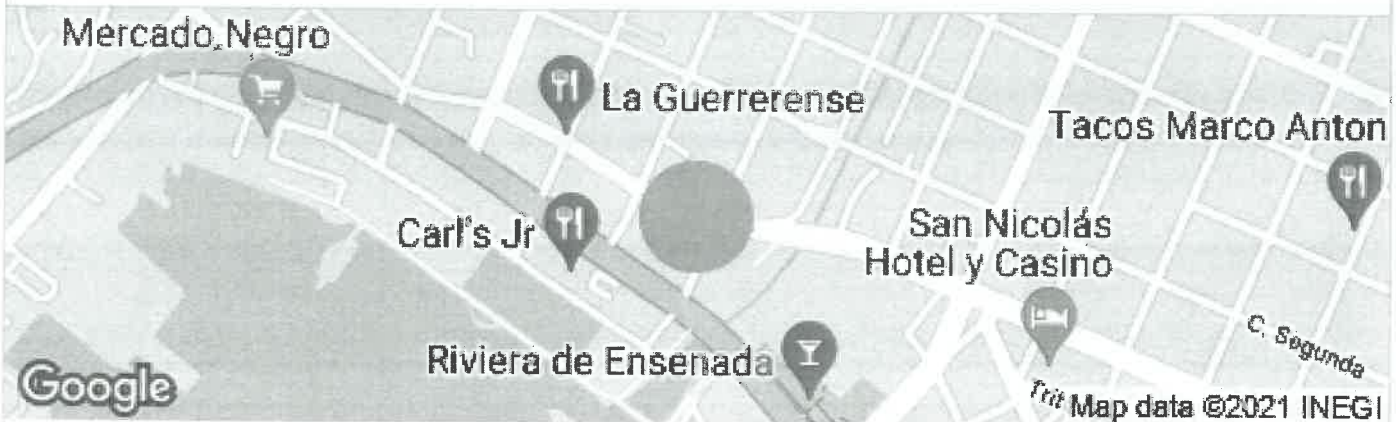 Mercado Negro
La Guerrerense
Tacos Marco Anton
Carl's Jr
San Nicolás
Hotel y Casino
C. Segunda
Riviera de Ensenada
Google
Map data ©2021 INEGI